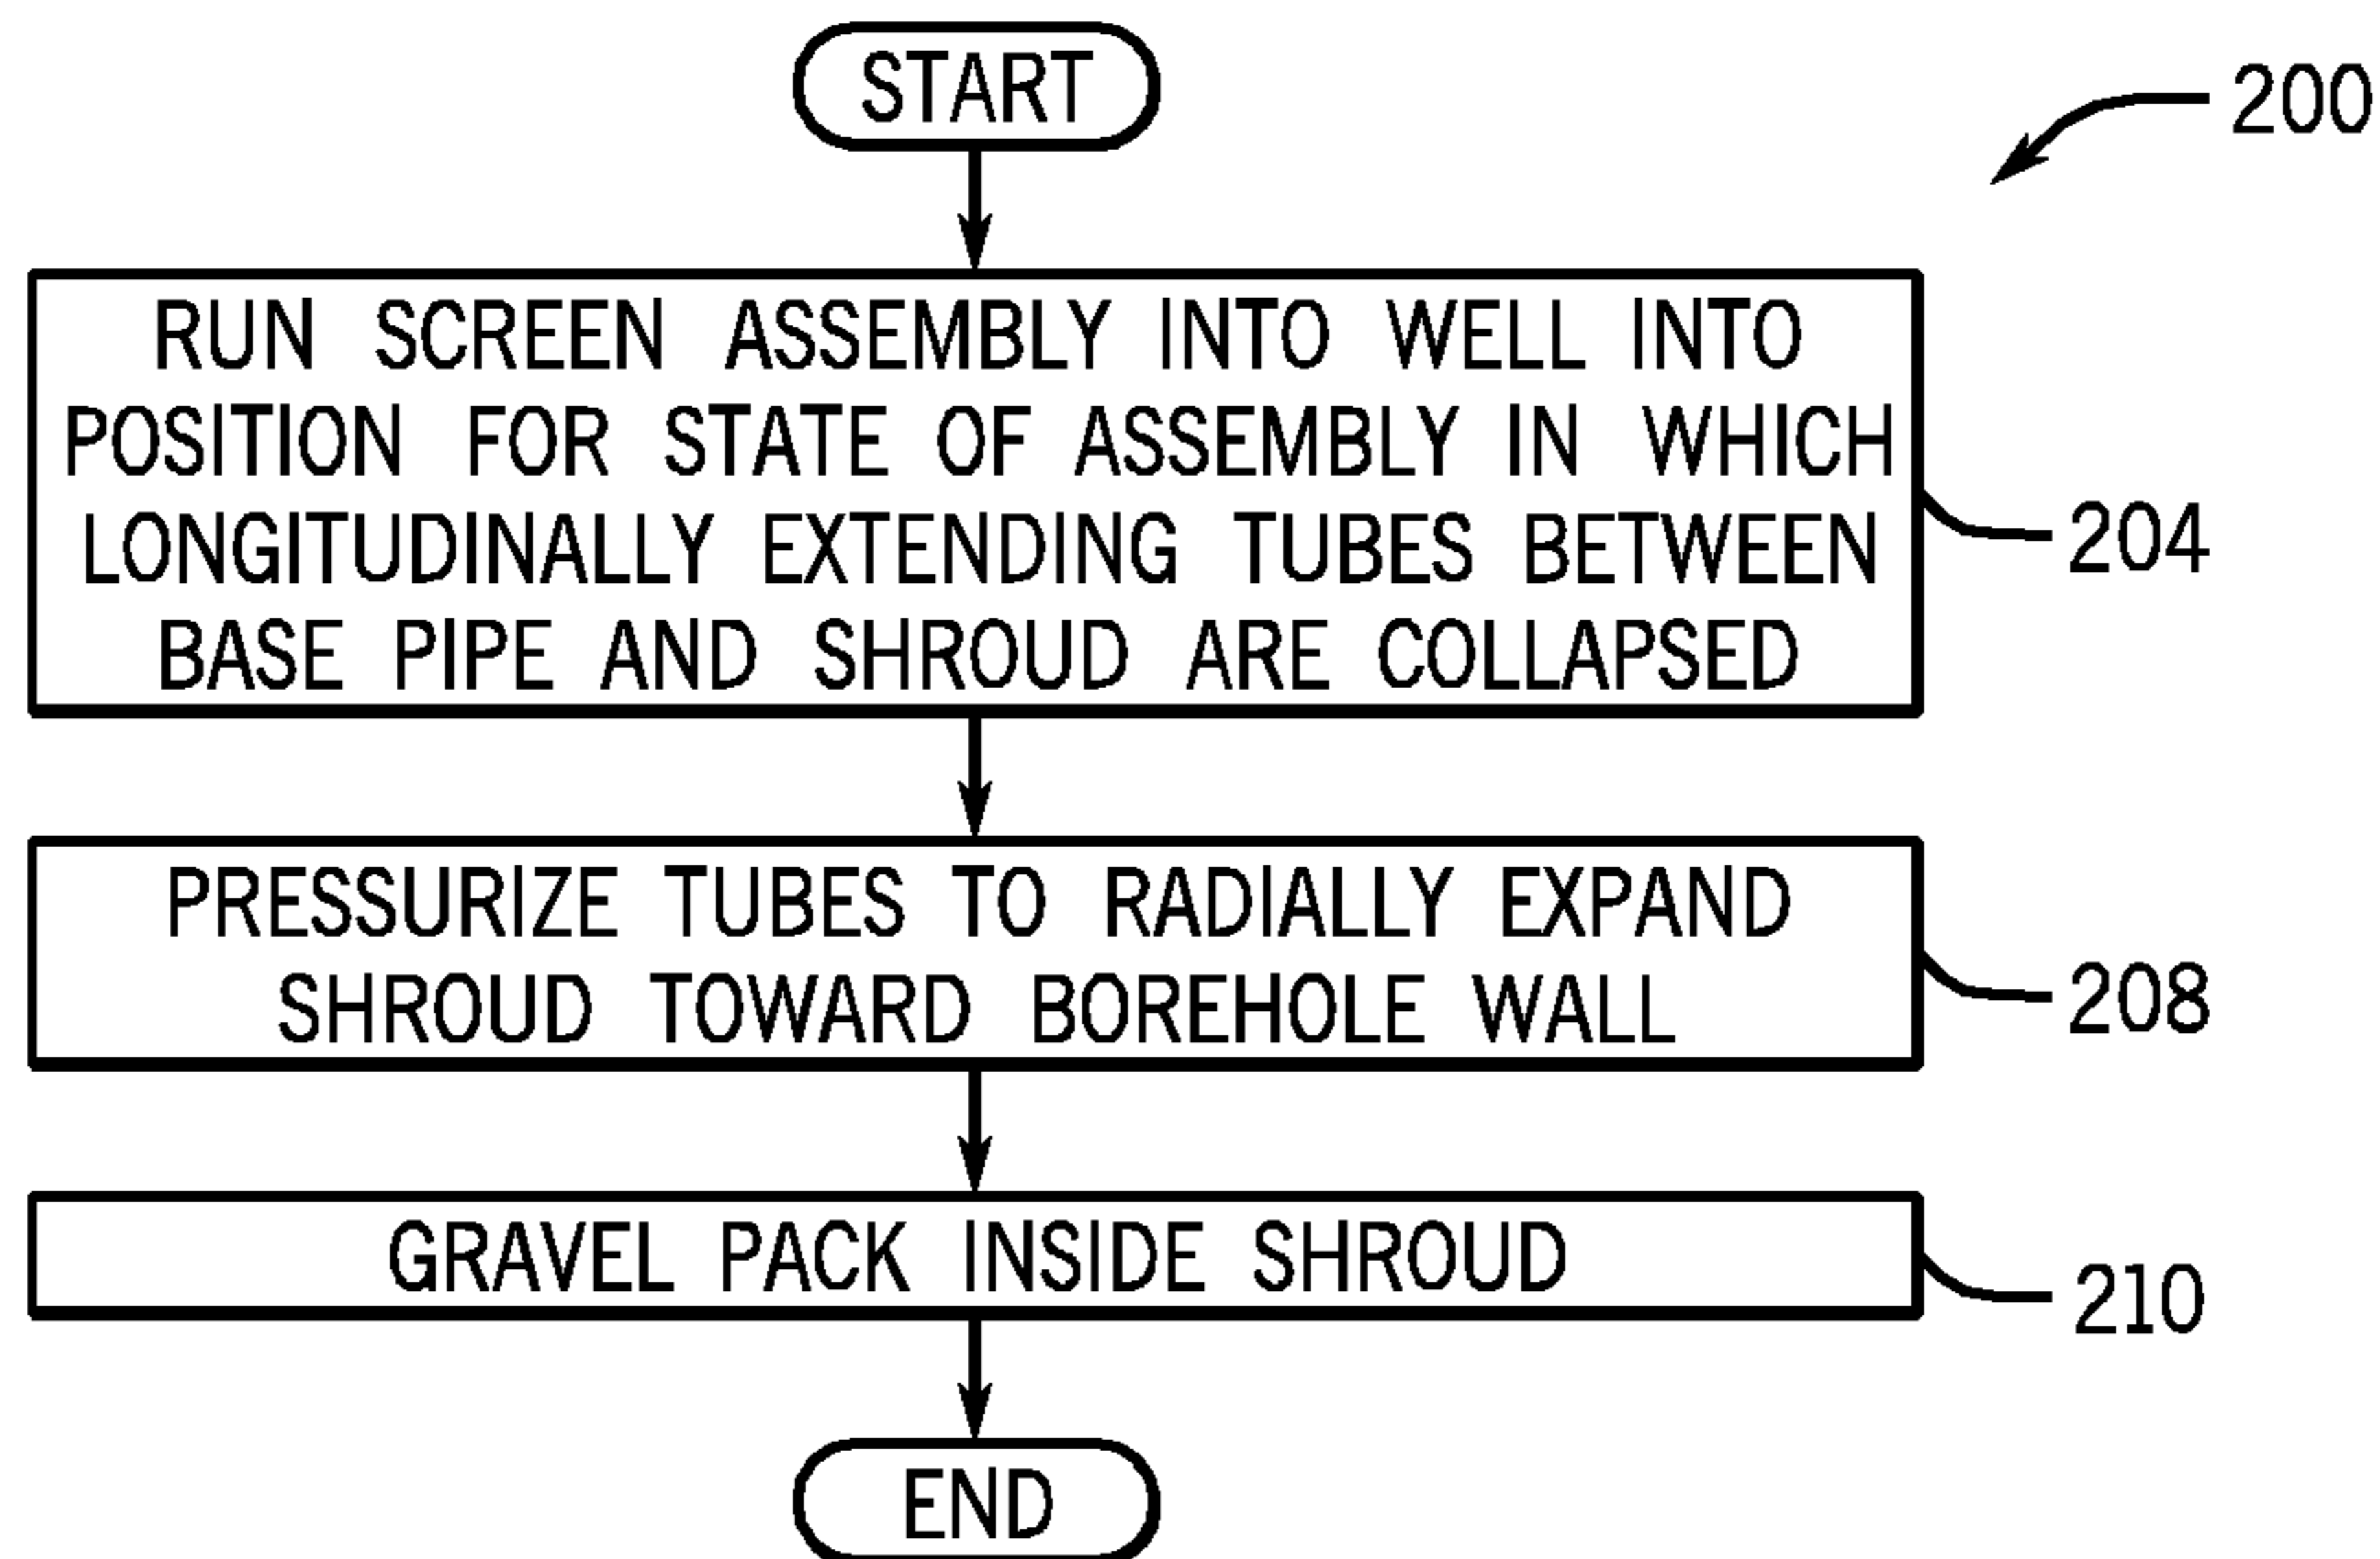 START
200
RUN SCREEN ASSEMBLY INTO WELL INTO
POSITION FOR STATE OF ASSEMBLY IN WHICH
LONGITUDINALLY EXTENDING TUBES BETWEEN
BASE PIPE AND SHROUD ARE COLLAPSED
204
PRESSURIZE TUBES TO RADIALLY EXPAND
SHROUD TOWARD BOREHOLE WALL
208
GRAVEL PACK INSIDE SHROUD
210
END